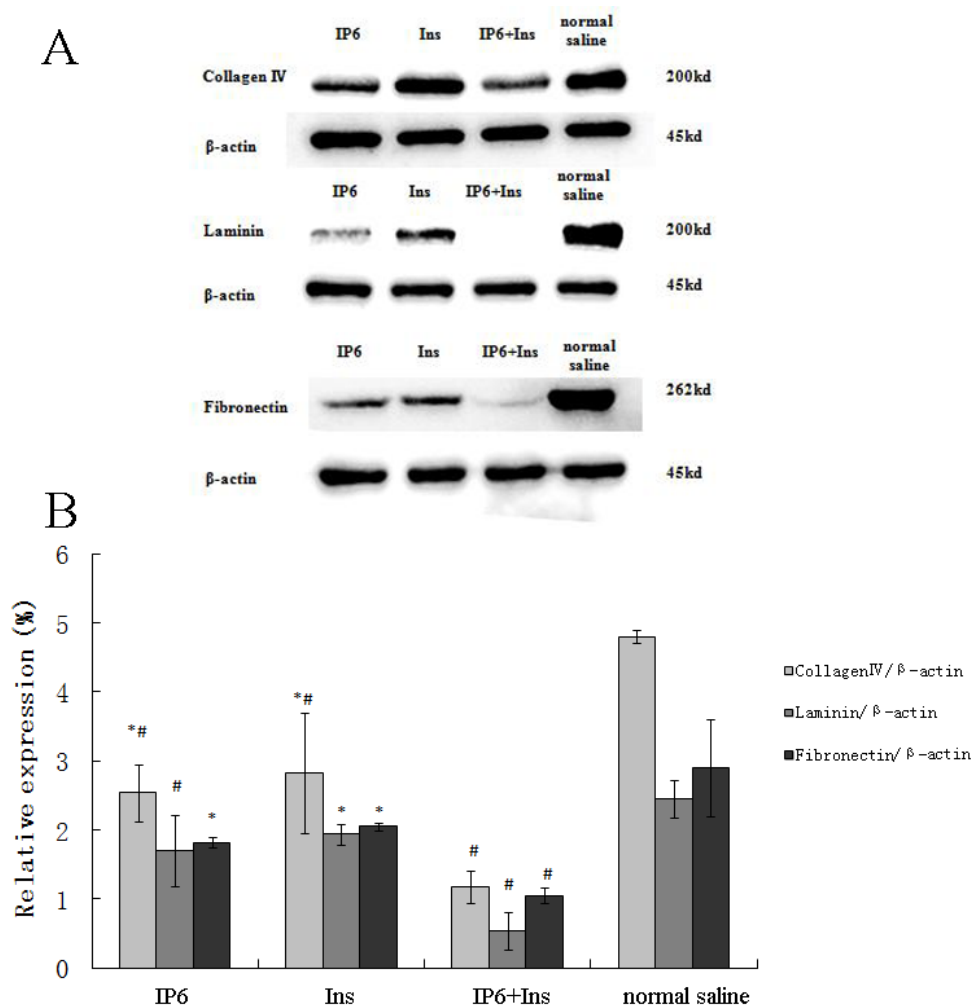 A
IP6 Ins IP6+Ins normal saline
Collagen IV 200kd
β-actin 45kd
IP6 Ins IP6+Ins normal saline
Laminin 200kd
β-actin 45kd
IP6 Ins IP6+Ins normal saline
Fibronectin 262kd
β-actin 45kd
B
Relative expression (%)
6
5
4
3
2
1
0
*#
#
*
*#
*
*
#
#
#
IP6 Ins IP6+Ins normal saline
CollagenⅣ/β-actin
Laminin/β-actin
Fibronectin/β-actin